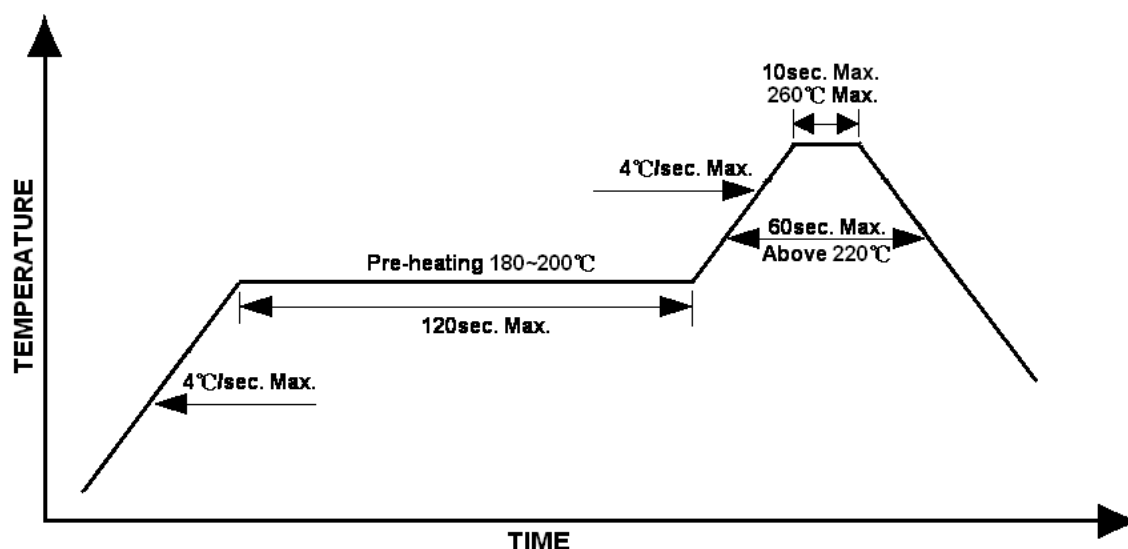 10sec. Max.
260℃ Max.
4℃/sec. Max.
60sec. Max.
Above 220℃
Pre-heating 180~200℃
120sec. Max.
4℃/sec. Max.
TEMPERATURE
TIME